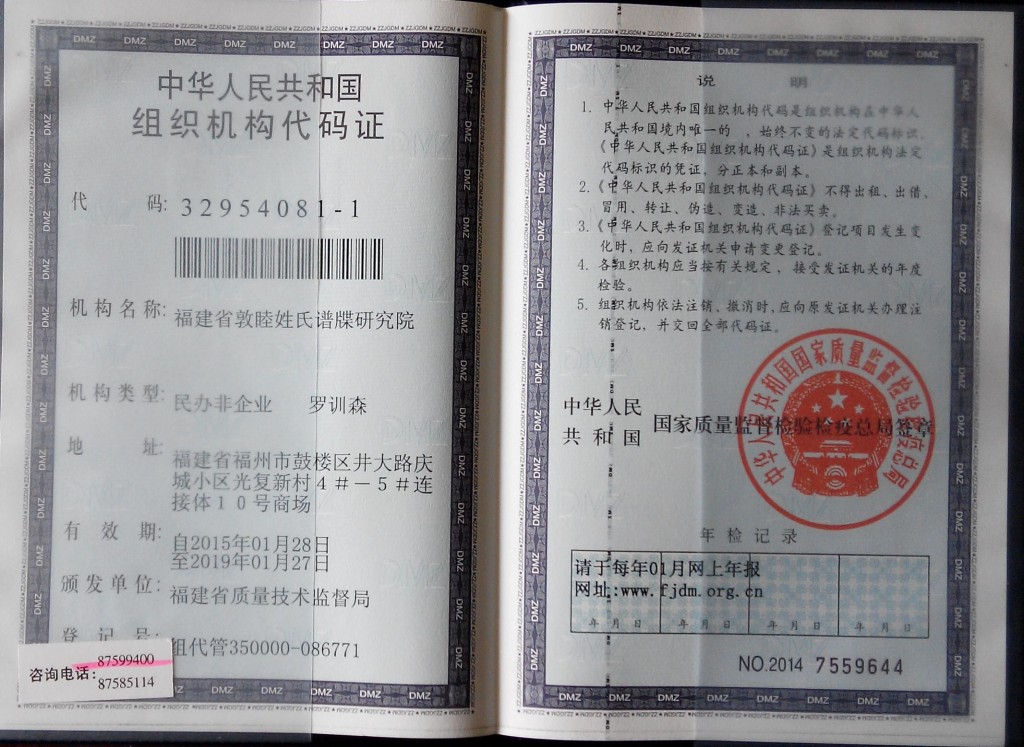 中华人民共和国
组织机构代码证
代 码: 32954081-1
机构名称: 福建省敦睦姓氏谱牒研究院
机构类型: 民办非企业 罗训森
地 址: 福建省福州市鼓楼区井大路庆
城小区光复新村4#-5#连
接体10号商场
有 效 期: 自2015年01月28日
至2019年01月27日
颁发单位: 福建省质量技术监督局
登 记 号: 组代管350000-086771
咨询电话: 87599400
87585114
说 明
1. 中华人民共和国组织机构代码是组织机构在中华人
民共和国境内唯一的 、始终不变的法定代码标识。
《中华人民共和国组织机构代码证》是组织机构法定
代码标识的凭证，分正本和副本。
2. 《中华人民共和国组织机构代码证》不得出租、出借、
冒用、转让、伪造、变造、非法买卖。
3. 《中华人民共和国组织机构代码证》登记项目发生变
化时，应向发证机关申请变更登记。
4. 各组织机构应当按有关规定，接受发证机关的年度
检验。
5. 组织机构依法注销、撤消时，应向原发证机关办理注
销登记，并交回全部代码证。
中华人民
共和国 国家质量监督检验检疫总局签章
中华人民共和国国家质量监督检验检疫总局
年检记录
请于每年01月网上年报
网址:www.fjdm.org.cn
年 月 日 年 月 日 年 月 日 年 月 日
NO.2014 7559644